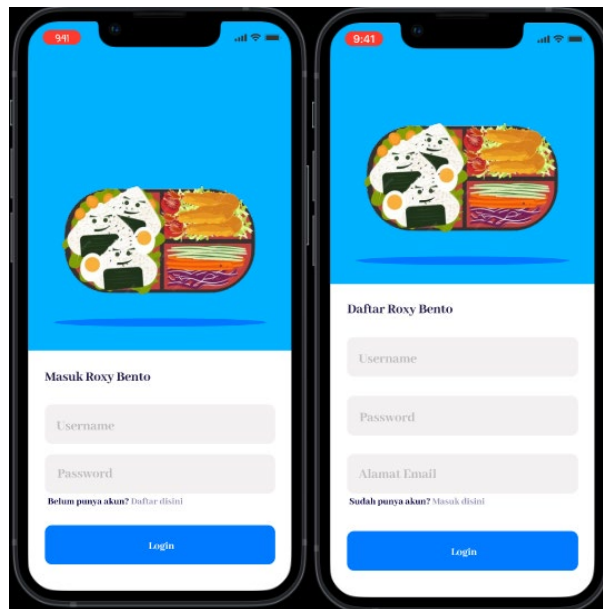 9:41
Masuk Roxy Bento
Username
Password
Belum punya akun? Daftar disini
Login
9:41
Daftar Roxy Bento
Username
Password
Alamat Email
Sudah punya akun? Masuk disini
Login